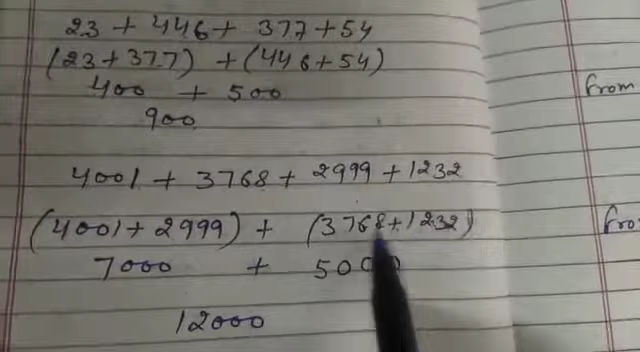 23 + 446 + 377 + 54
(23 + 377) + (446 + 54)
400 + 500
from
900
4001 + 3768 + 2999 + 1232
(4001 + 2999) + (3768 + 1232)
7000 + 5000
12000